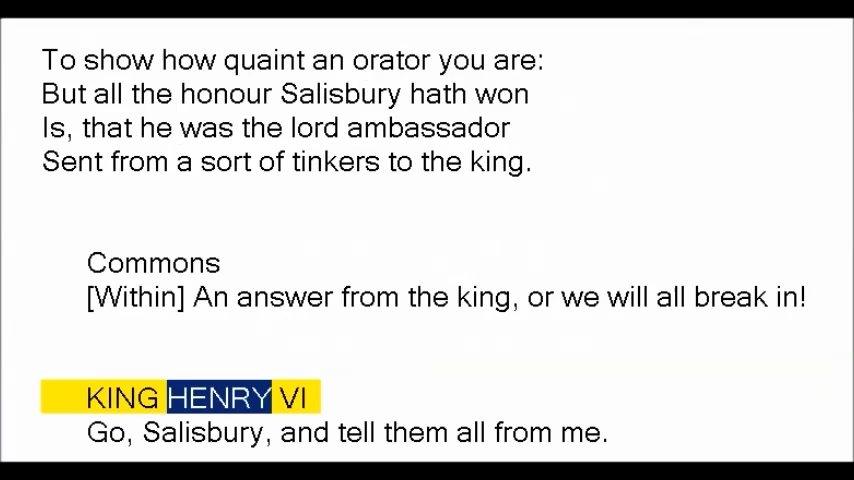 To show how quaint an orator you are:
But all the honour Salisbury hath won
Is, that he was the lord ambassador
Sent from a sort of tinkers to the king.
Commons
[Within] An answer from the king, or we will all break in!
KING HENRY VI
Go, Salisbury, and tell them all from me.